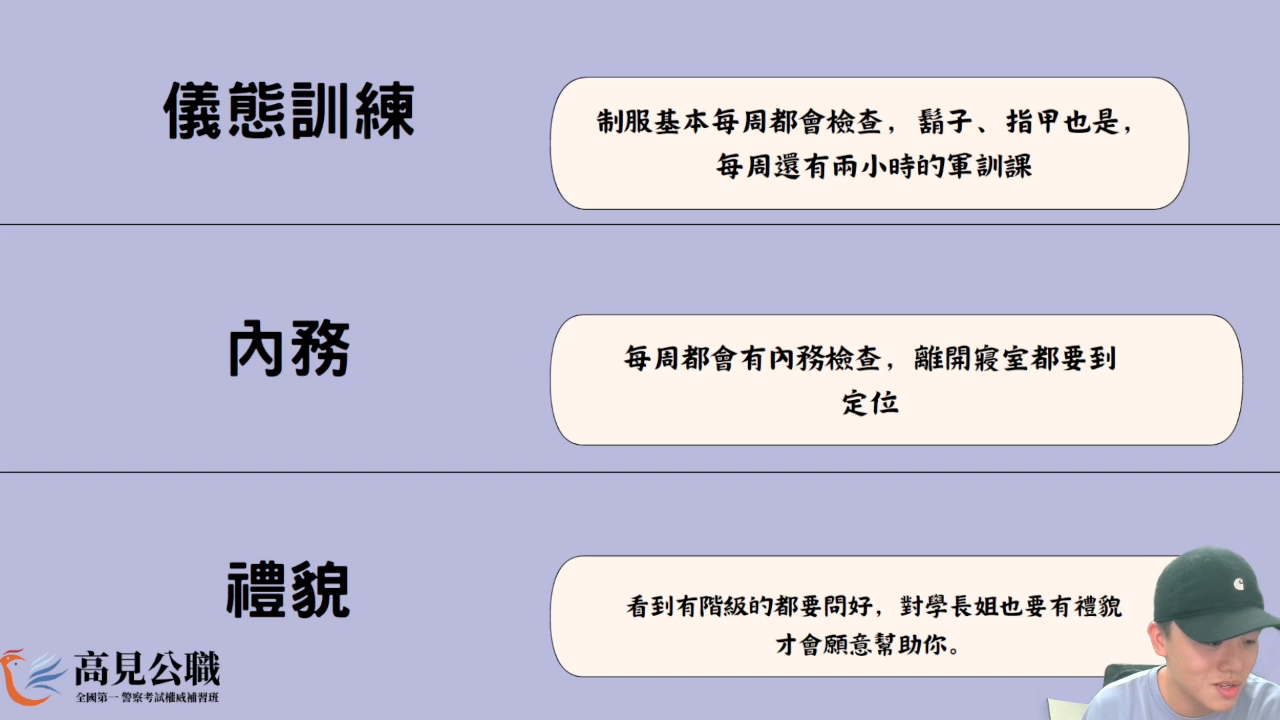 儀態訓練
制服基本每周都會檢查，鬍子、指甲也是，
每周還有兩小時的軍訓課
內務
每周都會有內務檢查，離開寢室都要到
定位
禮貌
看到有階級的都要問好，對學長姐也要有禮貌
才會願意幫助你。
高見公職
全國第一 警察考試權威補習班